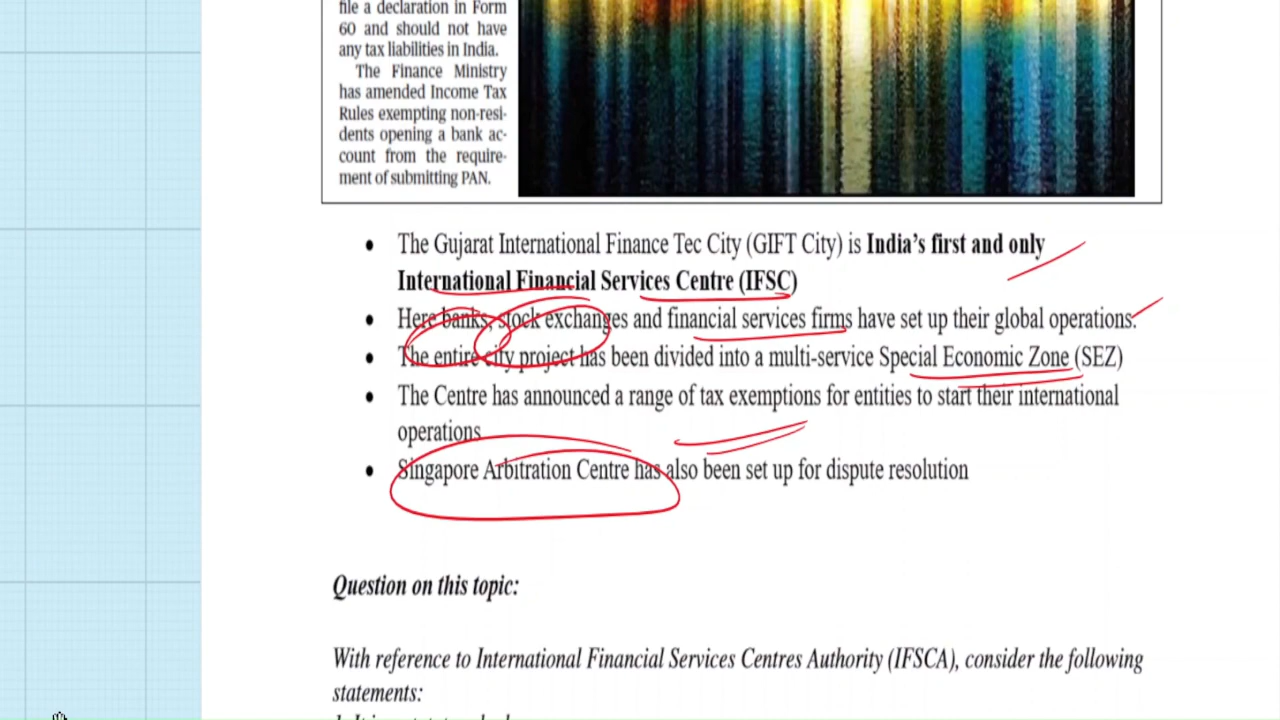 file a declaration in Form
60 and should not have
any tax liabilities in India.
The Finance Ministry
has amended Income Tax
Rules exempting non-resi-
dents opening a bank ac-
count from the require-
ment of submitting PAN.
• The Gujarat International Finance Tec City (GIFT City) is India's first and only
International Financial Services Centre (IFSC)
• Here banks, stock exchanges and financial services firms have set up their global operations.
• The entire city project has been divided into a multi-service Special Economic Zone (SEZ)
• The Centre has announced a range of tax exemptions for entities to start their international
operations
• Singapore Arbitration Centre has also been set up for dispute resolution
Question on this topic:
With reference to International Financial Services Centres Authority (IFSCA), consider the following
statements: